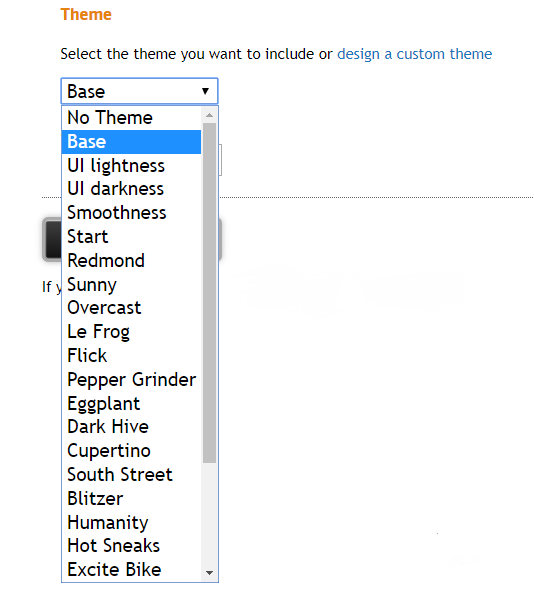 Theme
Select the theme you want to include or design a custom theme
Base
No Theme
Base
UI lightness
UI darkness
Smoothness
Start
Redmond
Sunny
Overcast
Le Frog
Flick
Pepper Grinder
Eggplant
Dark Hive
Cupertino
South Street
Blitzer
Humanity
Hot Sneaks
Excite Bike
If